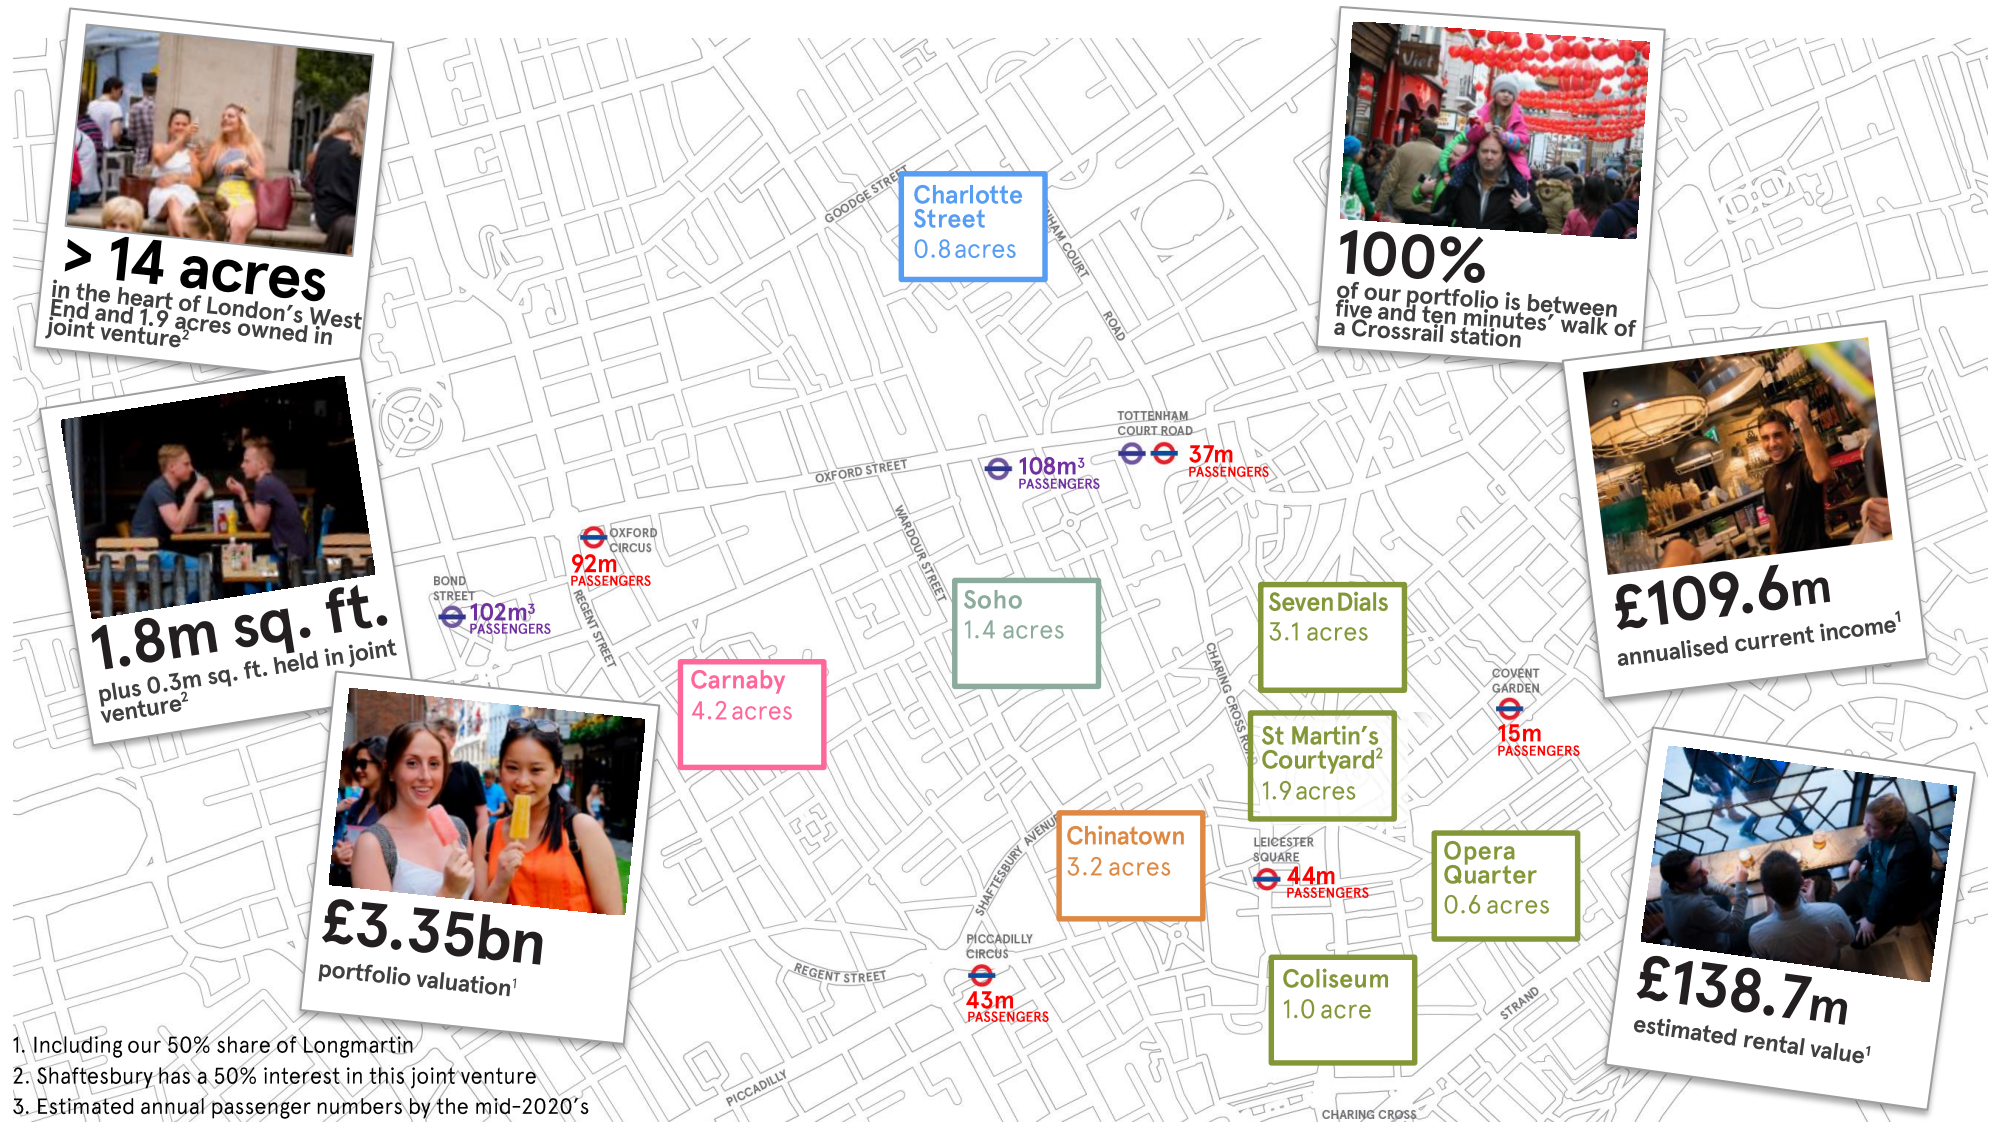 > 14 acres
in the heart of London's West
End and 1.9 acres owned in
joint venture²
1.8m sq. ft.
plus 0.3m sq. ft. held in joint
venture²
£3.35bn
portfolio valuation¹
Viet
100%
of our portfolio is between
five and ten minutes' walk of
a Crossrail station
£109.6m
annualised current income¹
£138.7m
estimated rental value¹
GOODGE STREET
Charlotte
Street
0.8 acres
HAM COURT
ROAD
TOTTENHAM
COURT ROAD
37m
PASSENGERS
108m³
PASSENGERS
OXFORD STREET
WARDOUR STREET
OXFORD
CIRCUS
92m
PASSENGERS
REGENT STREET
BOND
STREET
102m³
PASSENGERS
Soho
1.4 acres
Seven Dials
3.1 acres
Carnaby
4.2 acres
CHARING CROSS RO
COVENT
GARDEN
15m
PASSENGERS
St Martin's
Courtyard²
1.9 acres
SHAFTESBURY AVENUE
Chinatown
3.2 acres
LEICESTER
SQUARE
44m
PASSENGERS
Opera
Quarter
0.6 acres
PICCADILLY
CIRCUS
43m
PASSENGERS
REGENT STREET
Coliseum
1.0 acre
STRAND
PICCADILLY
CHARING CROSS
1. Including our 50% share of Longmartin
2. Shaftesbury has a 50% interest in this joint venture
3. Estimated annual passenger numbers by the mid-2020's